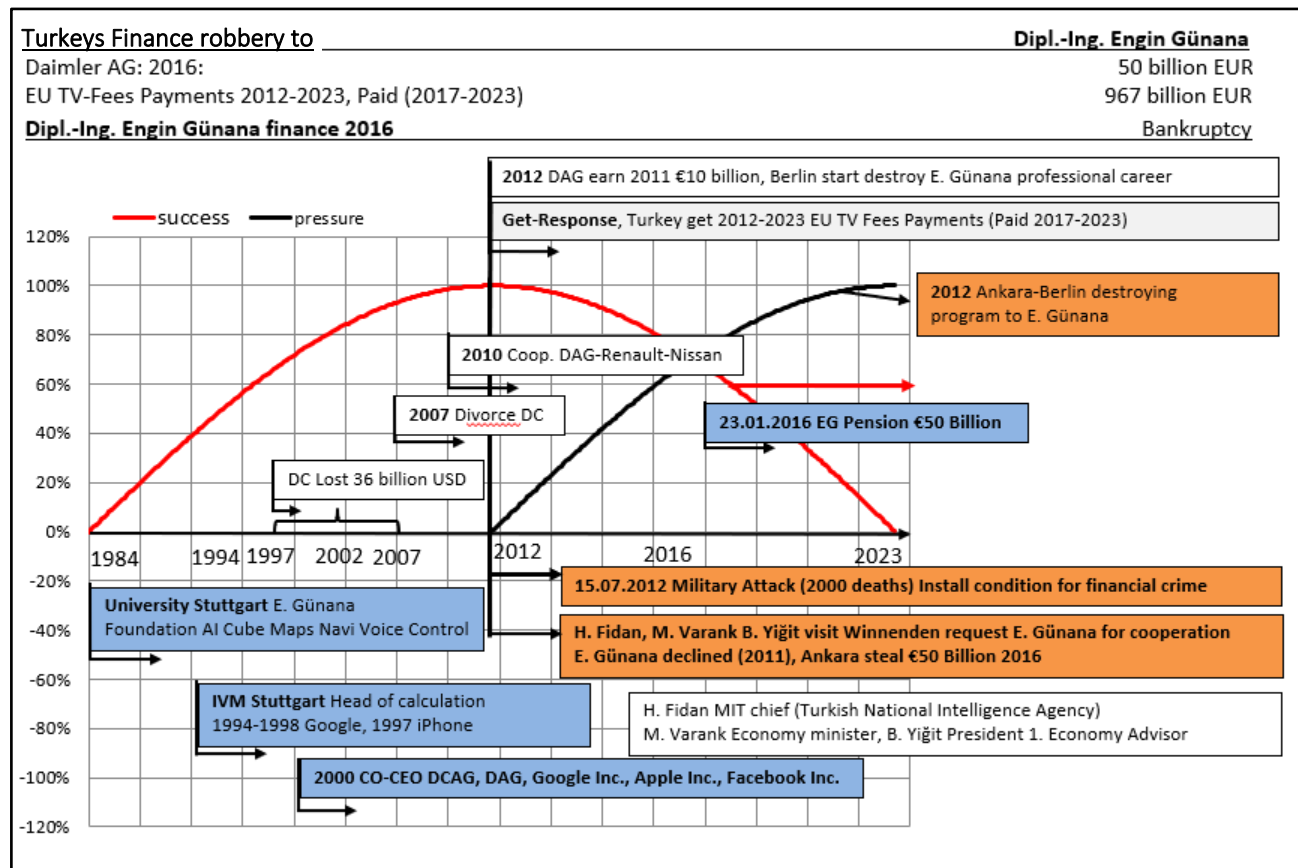 Turkeys Finance robbery to Dipl.-Ing. Engin Günana
Daimler AG: 2016: 50 billion EUR
EU TV-Fees Payments 2012-2023, Paid (2017-2023) 967 billion EUR
Dipl.-Ing. Engin Günana finance 2016 Bankruptcy
2012 DAG earn 2011 €10 billion, Berlin start destroy E. Günana professional career
success pressure
Get-Response, Turkey get 2012-2023 EU TV Fees Payments (Paid 2017-2023)
120%
100%
2012 Ankara-Berlin destroying
program to E. Günana
80%
2010 Coop. DAG-Renault-Nissan
60%
2007 Divorce DC
23.01.2016 EG Pension €50 Billion
40%
DC Lost 36 billion USD
20%
0%
1984 1994 1997 2002 2007 2012 2016 2023
-20%
15.07.2012 Military Attack (2000 deaths) Install condition for financial crime
University Stuttgart E. Günana
Foundation AI Cube Maps Navi Voice Control
-40%
H. Fidan, M. Varank B. Yiğit visit Winnenden request E. Günana for cooperation
E. Günana declined (2011), Ankara steal €50 Billion 2016
-60%
IVM Stuttgart Head of calculation
1994-1998 Google, 1997 iPhone
H. Fidan MIT chief (Turkish National Intelligence Agency)
M. Varank Economy minister, B. Yiğit President 1. Economy Advisor
-80%
-100%
2000 CO-CEO DCAG, DAG, Google Inc., Apple Inc., Facebook Inc.
-120%